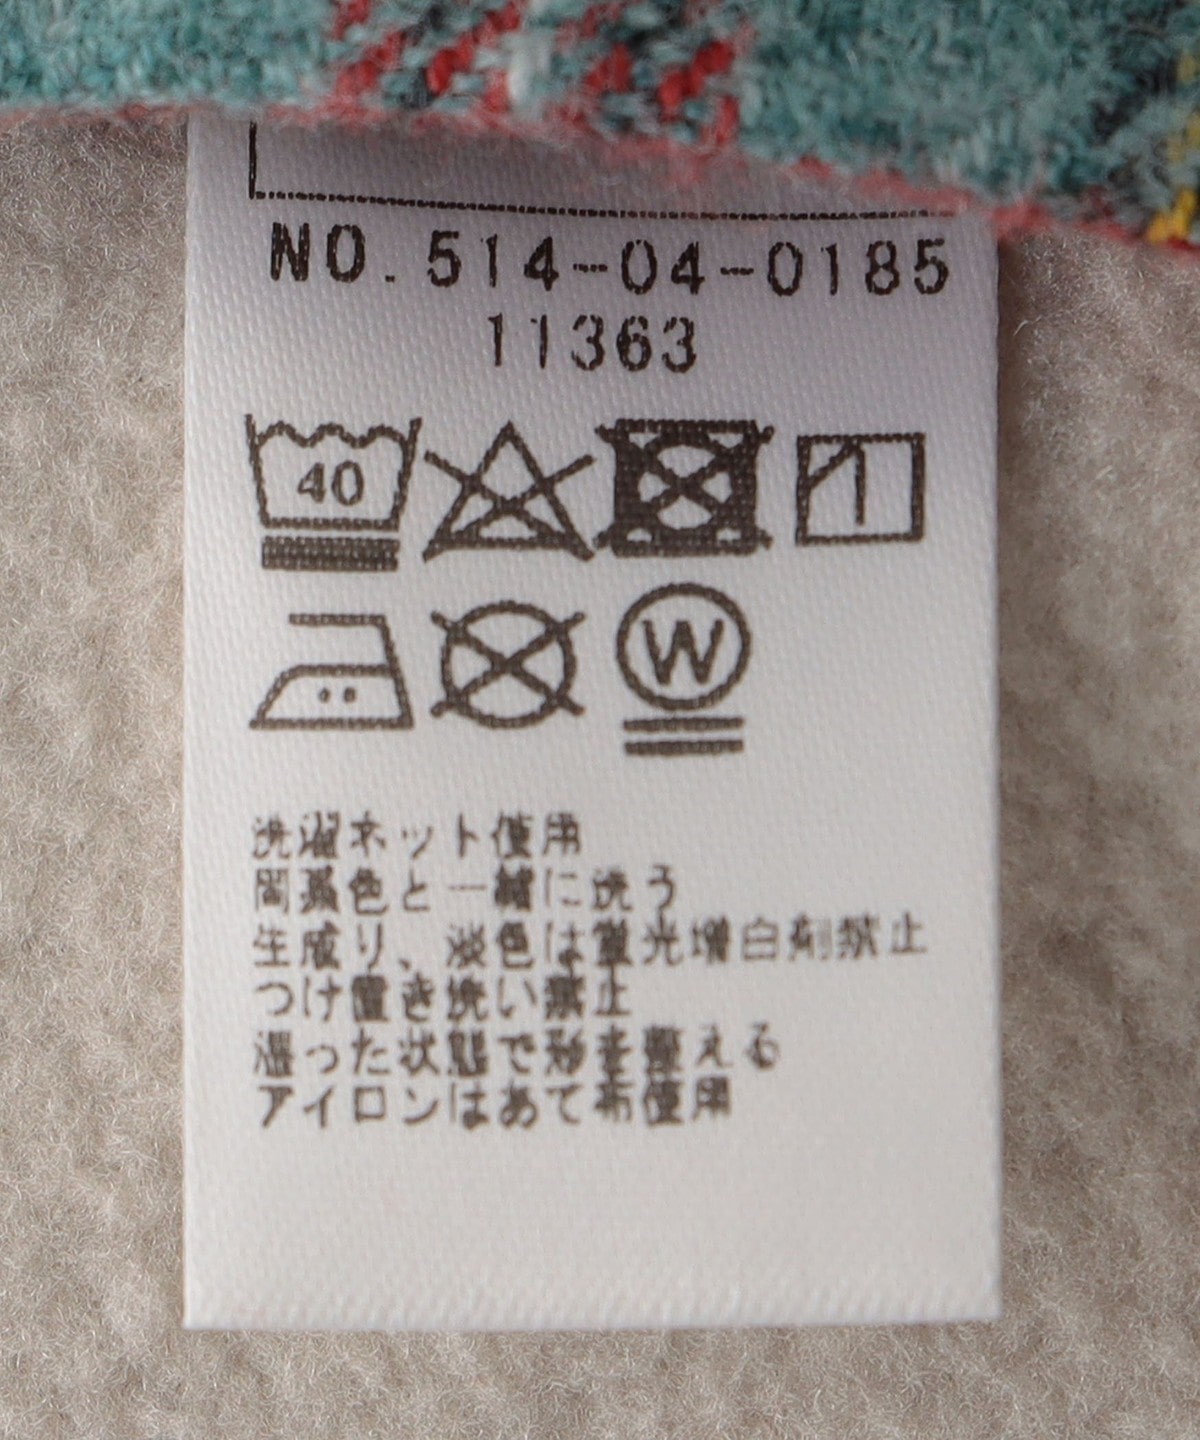 NO.514-04-0185
11363
40
W
洗濯ネット使用
同系色と一緒に洗う
生成り、淡色は蛍光増白剤禁止
つけ置き洗い禁止
湿った状態で形を整える
アイロンはあて布使用